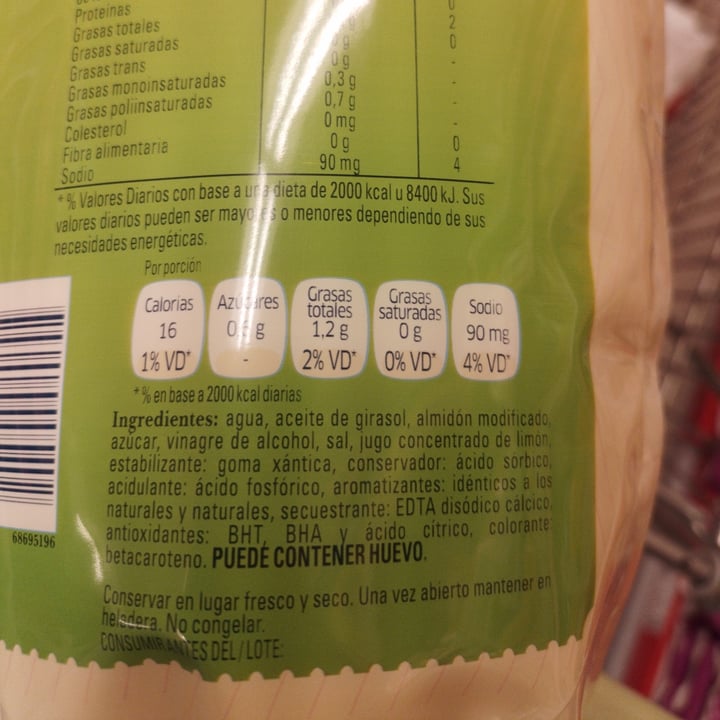 Proteínas 0
Grasas totales g 2
Grasas saturadas g 0
Grasas trans 0 g -
Grasas monoinsaturadas 0,3 g -
Grasas poliinsaturadas 0,7 g -
Colesterol 0 mg -
Fibra alimentaria 0 g 0
Sodio 90 mg 4
* % Valores Diarios con base a una dieta de 2000 kcal u 8400 kJ. Sus
valores diarios pueden ser mayores o menores dependiendo de sus
necesidades energéticas.
Por porción
Calorías 16 1% VD*
Azúcares g -
Grasas totales 1,2 g 2% VD*
Grasas saturadas 0 g 0% VD*
Sodio 90 mg 4% VD*
* % en base a 2000 kcal diarias
Ingredientes: agua, aceite de girasol, almidón modificado,
azúcar, vinagre de alcohol, sal, jugo concentrado de limón,
estabilizante: goma xántica, conservador: ácido sórbico,
acidulante: ácido fosfórico, aromatizantes: idénticos a los
naturales y naturales, secuestrante: EDTA disódico cálcico,
antioxidantes: BHT, BHA y ácido cítrico, colorante:
betacaroteno. PUEDE CONTENER HUEVO.
Conservar en lugar fresco y seco. Una vez abierto mantener en
heladera. No congelar.
CONSUMIR ANTES DEL/LOTE:
68695196